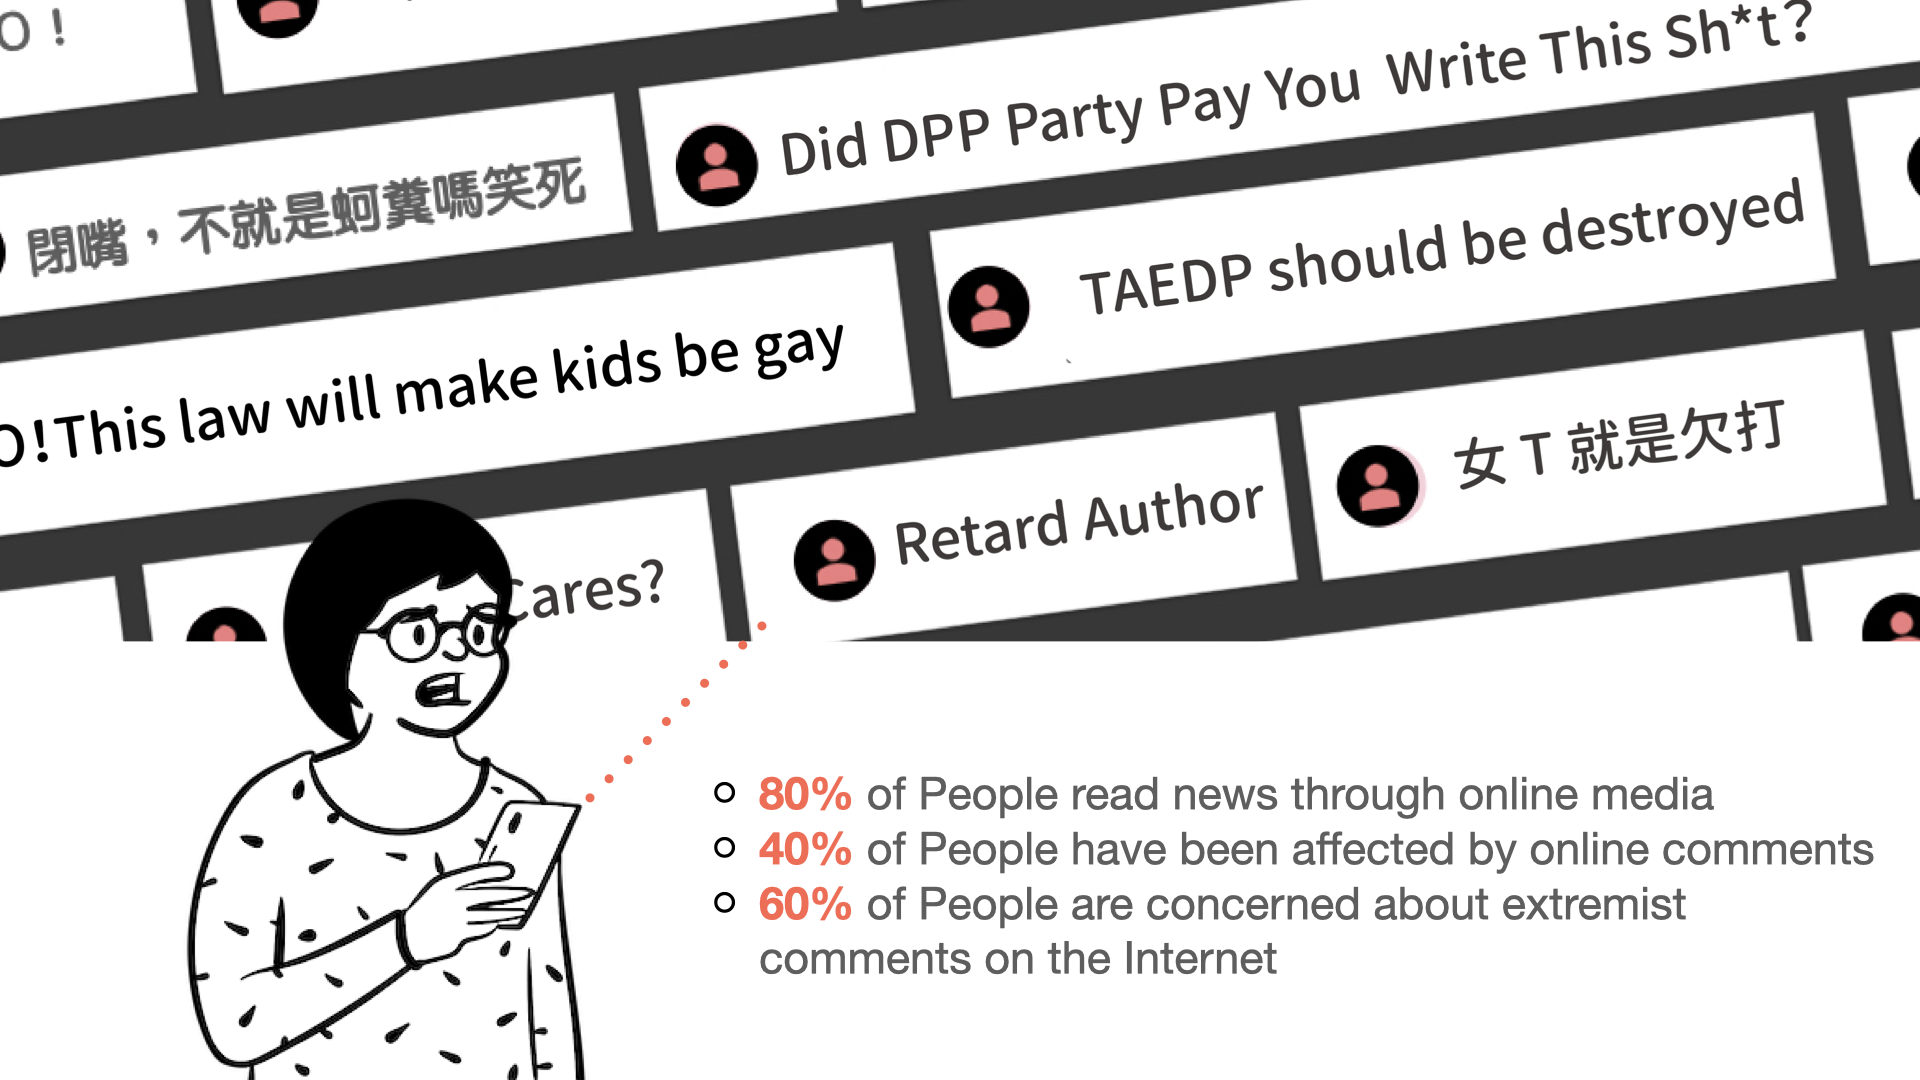 O！
Did DPP Party Pay You Write This Sh*t?
閉嘴，不就是蚵糞嗎笑死
TAEDP should be destroyed
O!This law will make kids be gay
女 T 就是欠打
Retard Author
Cares?
80% of People read news through online media
40% of People have been affected by online comments
60% of People are concerned about extremist
comments on the Internet